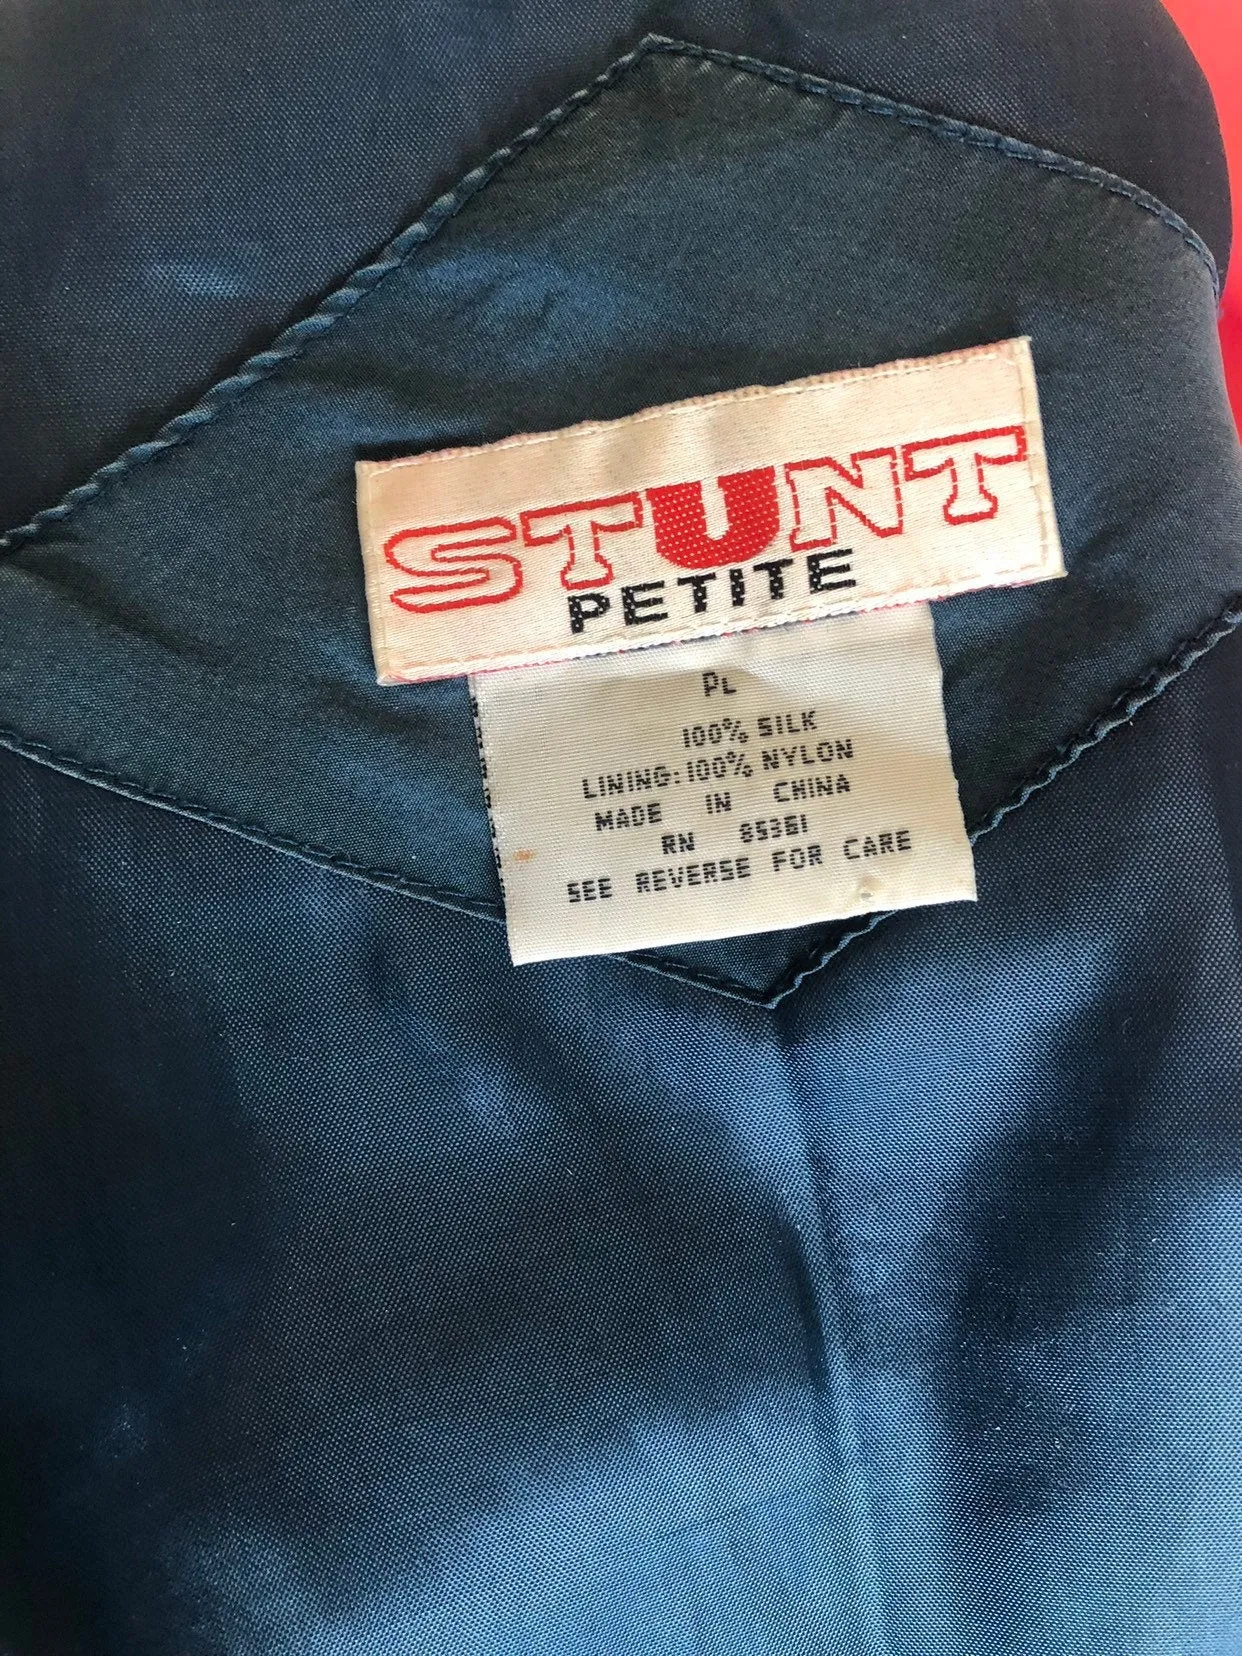 STUNT
PETITE
PL
100% SILK
LINING: 100% NYLON
MADE IN CHINA
RN 85361
SEE REVERSE FOR CARE